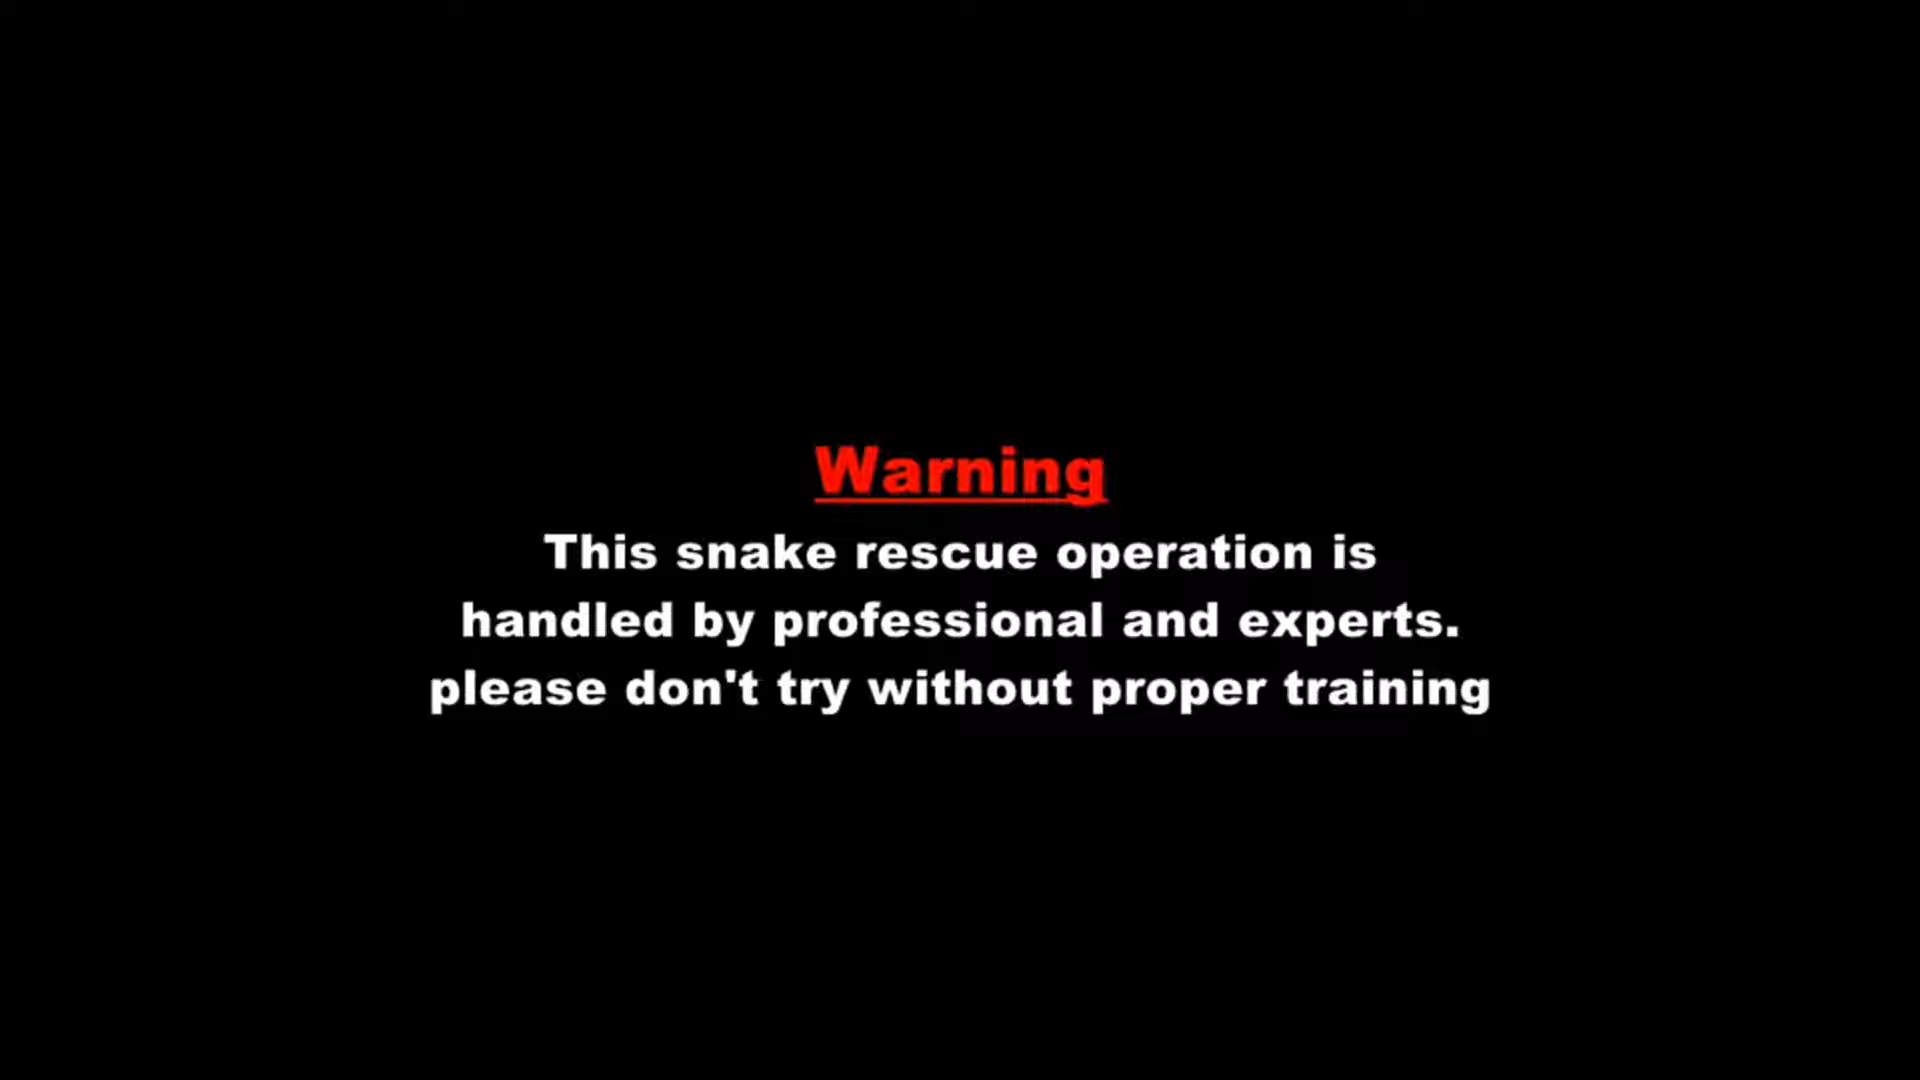 Warning
This snake rescue operation is
handled by professional and experts.
please don't try without proper training